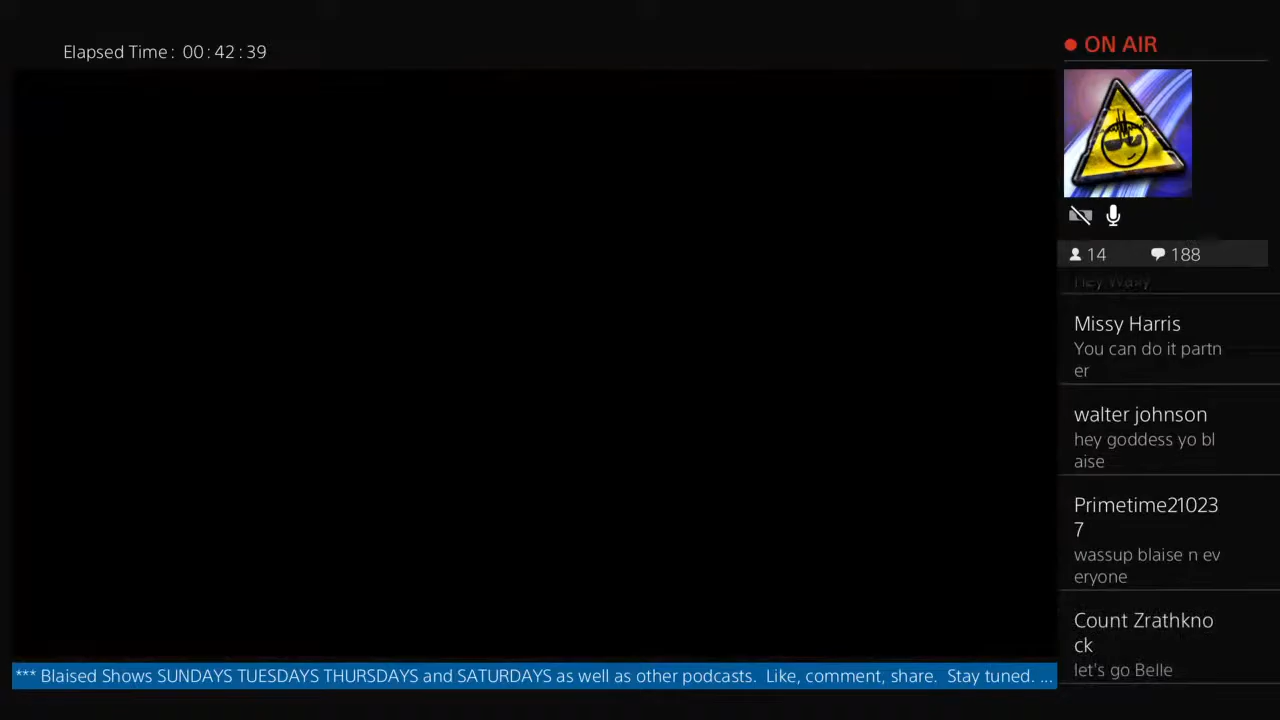 Elapsed Time: 00:42:39
ON AIR
14 188
Hey Wally
Missy Harris
You can do it partn
er
walter johnson
hey goddess yo bl
aise
Primetime21023
7
wassup blaise n ev
eryone
Count Zrathkno
ck
let's go Belle
*** Blaised Shows SUNDAYS TUESDAYS THURSDAYS and SATURDAYS as well as other podcasts. Like, comment, share. Stay tuned. ...